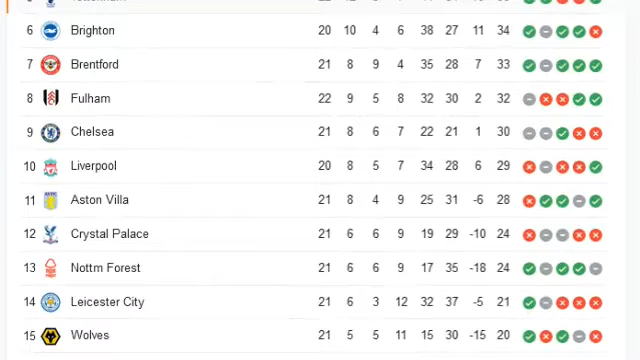 6 Brighton 20 10 4 6 38 27 11 34
7 Brentford 21 8 9 4 35 28 7 33
8 Fulham 22 9 5 8 32 30 2 32
9 Chelsea 21 8 6 7 22 21 1 30
10 Liverpool 20 8 5 7 34 28 6 29
11 Aston Villa 21 8 4 9 25 31 -6 28
12 Crystal Palace 21 6 6 9 19 29 -10 24
13 Nottm Forest 21 6 6 9 17 35 -18 24
14 Leicester City 21 6 3 12 32 37 -5 21
15 Wolves 21 5 5 11 15 30 -15 20